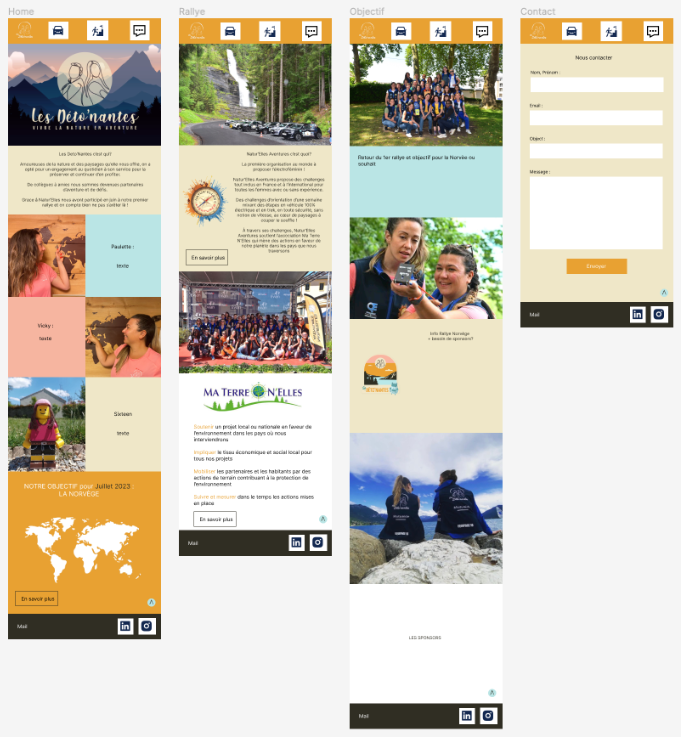 Home
Les Déto'nantes
VIVRE LA NATURE EN AVENTURE
Les Déto'Nantes c'est qui?
Amoureuses de la nature et des paysages qu'elle nous offre, on a
opté pour un engagement au quotidien à son service pour la
préserver et continuer d'en profiter.
De collègues à amies nous sommes devenues partenaires
d'aventure et de défis.
Grâce à Natur'Elles nous avont participé en juin à notre premier
rallye et on compte bien ne pas s'arrêter là !
Paulette :
texte
Vicky :
texte
Sixteen
texte
NOTRE OBJECTIF pour Juillet 2023 :
LA NORVÈGE
En savoir plus
Mail
Rallye
Natur'Elles Aventures c'est quoi?
La première organisation au monde à
proposer
Natur'Elles Aventures propose des challenges
tout inclus en France et à l'international pour
toutes les femmes avec ou sans expérience.
Des challenges d'orientation d'une semaine
reliant des étapes en véhicule 100%
électrique et en trek, en toute sécurité, sans
notion de vitesse, au cœur de paysages à
couper le souffle !
À travers ses challenges, Natur'Elles
Aventures soutient l'association Ma Terre
N'Elles qui mène des actions en faveur de
notre planète dans les pays que nous
traversons
En savoir plus
MA TERRE N'ELLES
Soutenir un projet local ou nationale en faveur de
l'environnement dans les pays où nous
interviendrons
Impliquer le tissu économique et social local pour
tous nos projets
Mobiliser les partenaires et les habitants par des
actions du terrain contribuant à la protection de
l'environnement
Suivre et mesurer dans le temps les actions mises
en place
En savoir plus
Mail
Objectif
Retour du 1er rallye et objectif pour la Norvèe ou
souhait
Info Rallye Norvège
+ besoin de sponsors?
LES SPONSORS
Mail
Contact
Nous contacter
Nom, Prénom :
Email :
Objet :
Message :
Envoyer
Mail